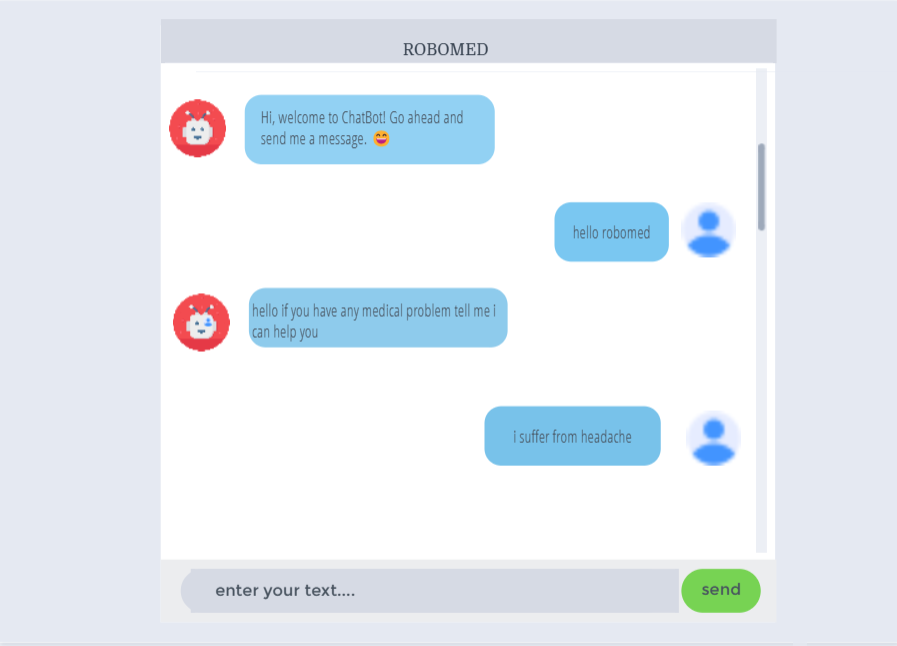 ROBOMED
Hi, welcome to ChatBot! Go ahead and
send me a message. 😄
hello robomed
hello if you have any medical problem tell me i
can help you
i suffer from headache
enter your text....
send